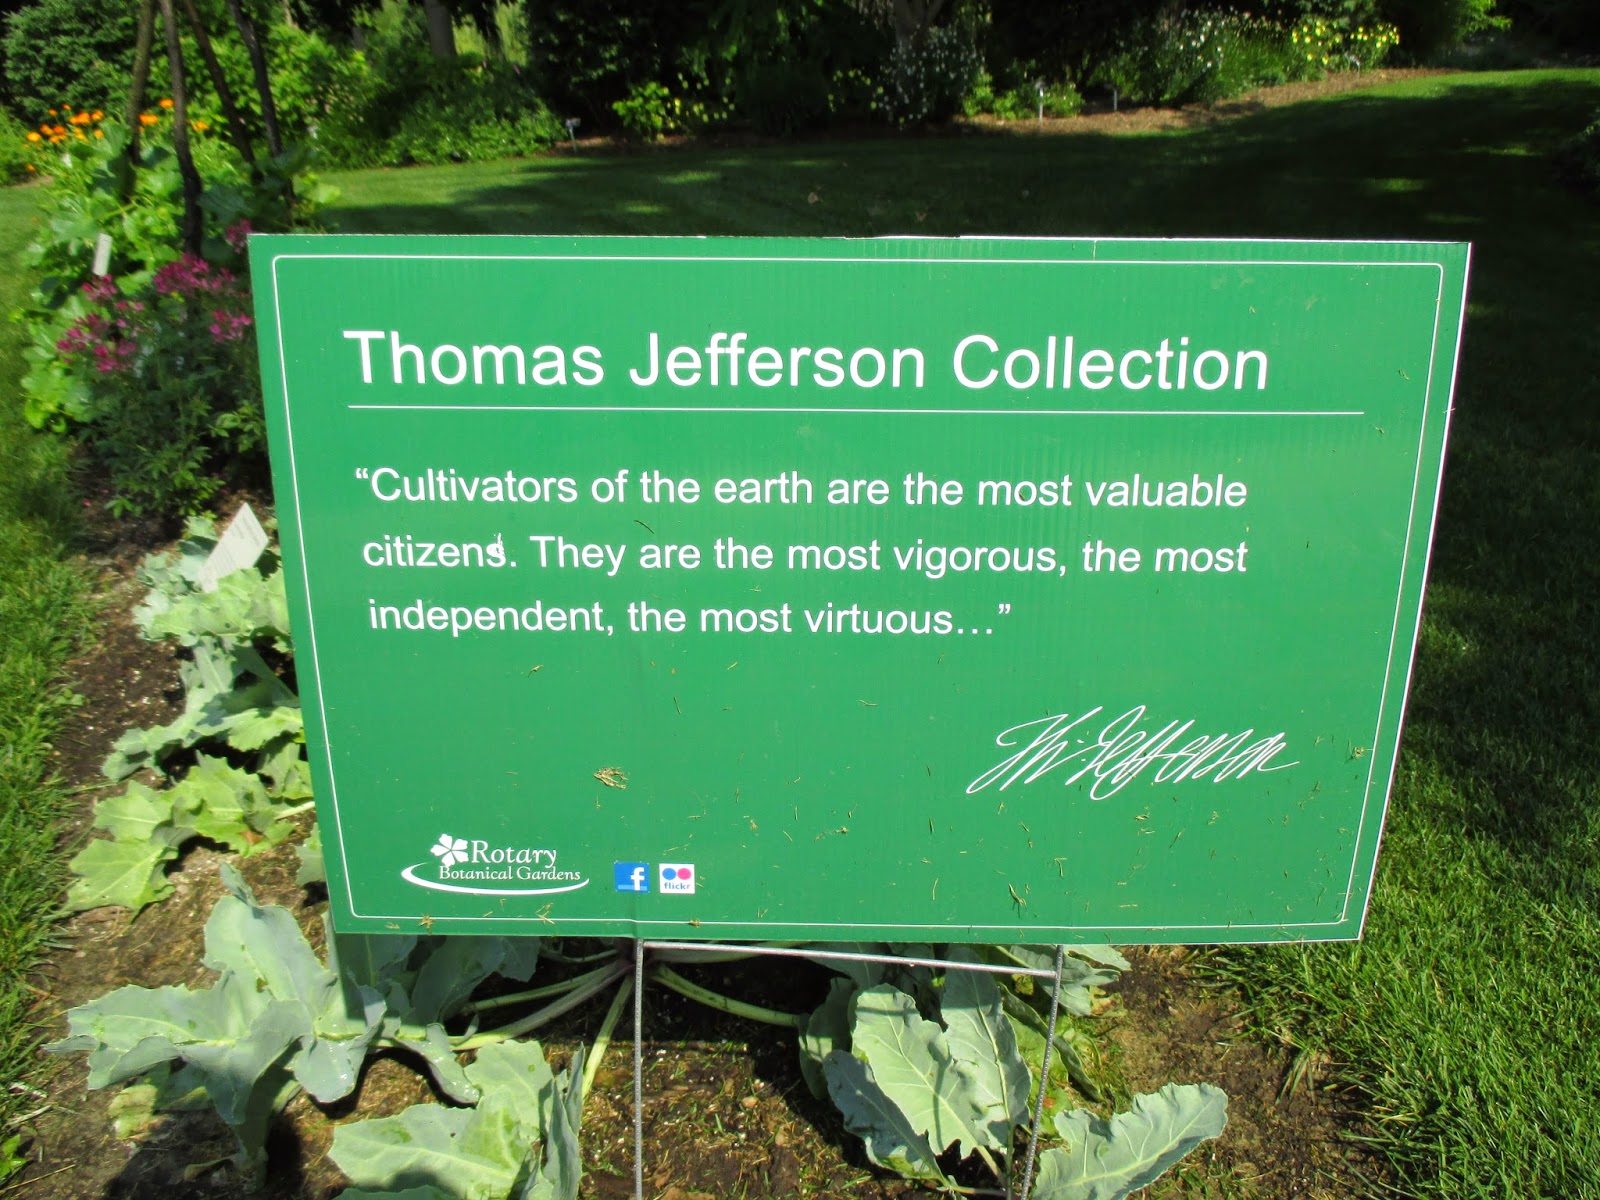 Thomas Jefferson Collection
“Cultivators of the earth are the most valuable
citizens. They are the most vigorous, the most
independent, the most virtuous…”
Th: Jefferson
Rotary
Botanical Gardens
f
flickr